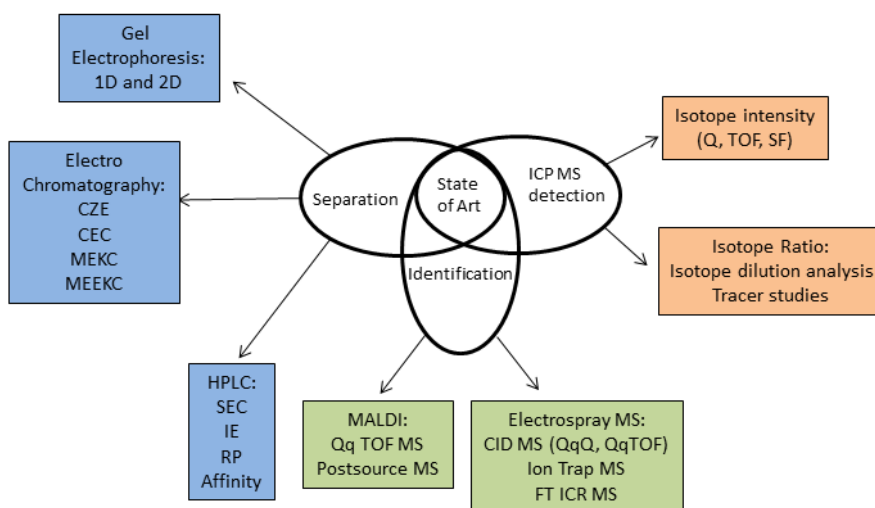 Gel
Electrophoresis:
1D and 2D
Electro
Chromatography:
CZE
CEC
MEKC
MEEKC
HPLC:
SEC
IE
RP
Affinity
Separation
State
of Art
ICP MS
detection
Identification
Isotope intensity
(Q, TOF, SF)
Isotope Ratio:
Isotope dilution analysis
Tracer studies
MALDI:
Qq TOF MS
Postsource MS
Electrospray MS:
CID MS (QqQ, QqTOF)
Ion Trap MS
FT ICR MS